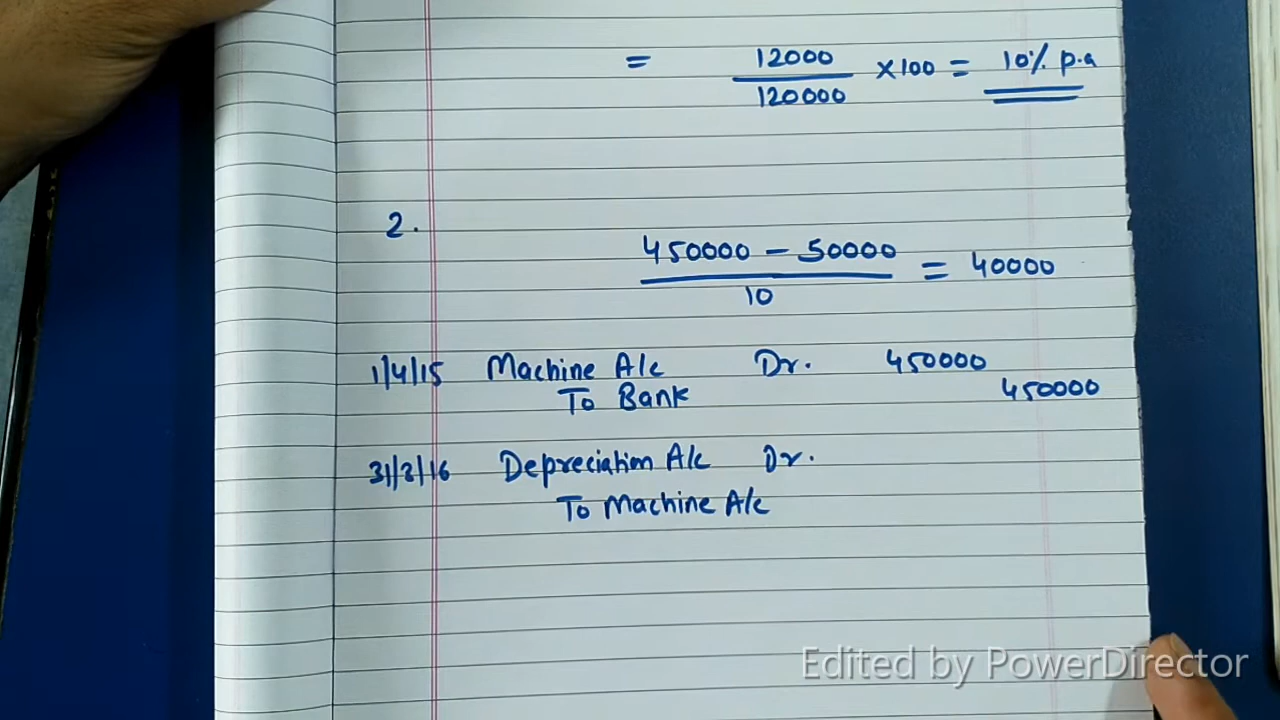 = 12000 / 120000 ×100 = 10% p.a
2.
450000 - 50000 / 10 = 40000
1/4/15 Machine A/c Dr. 450000
To Bank 450000
31/3/16 Depreciation A/c Dr.
To Machine A/c
Edited by PowerDirector